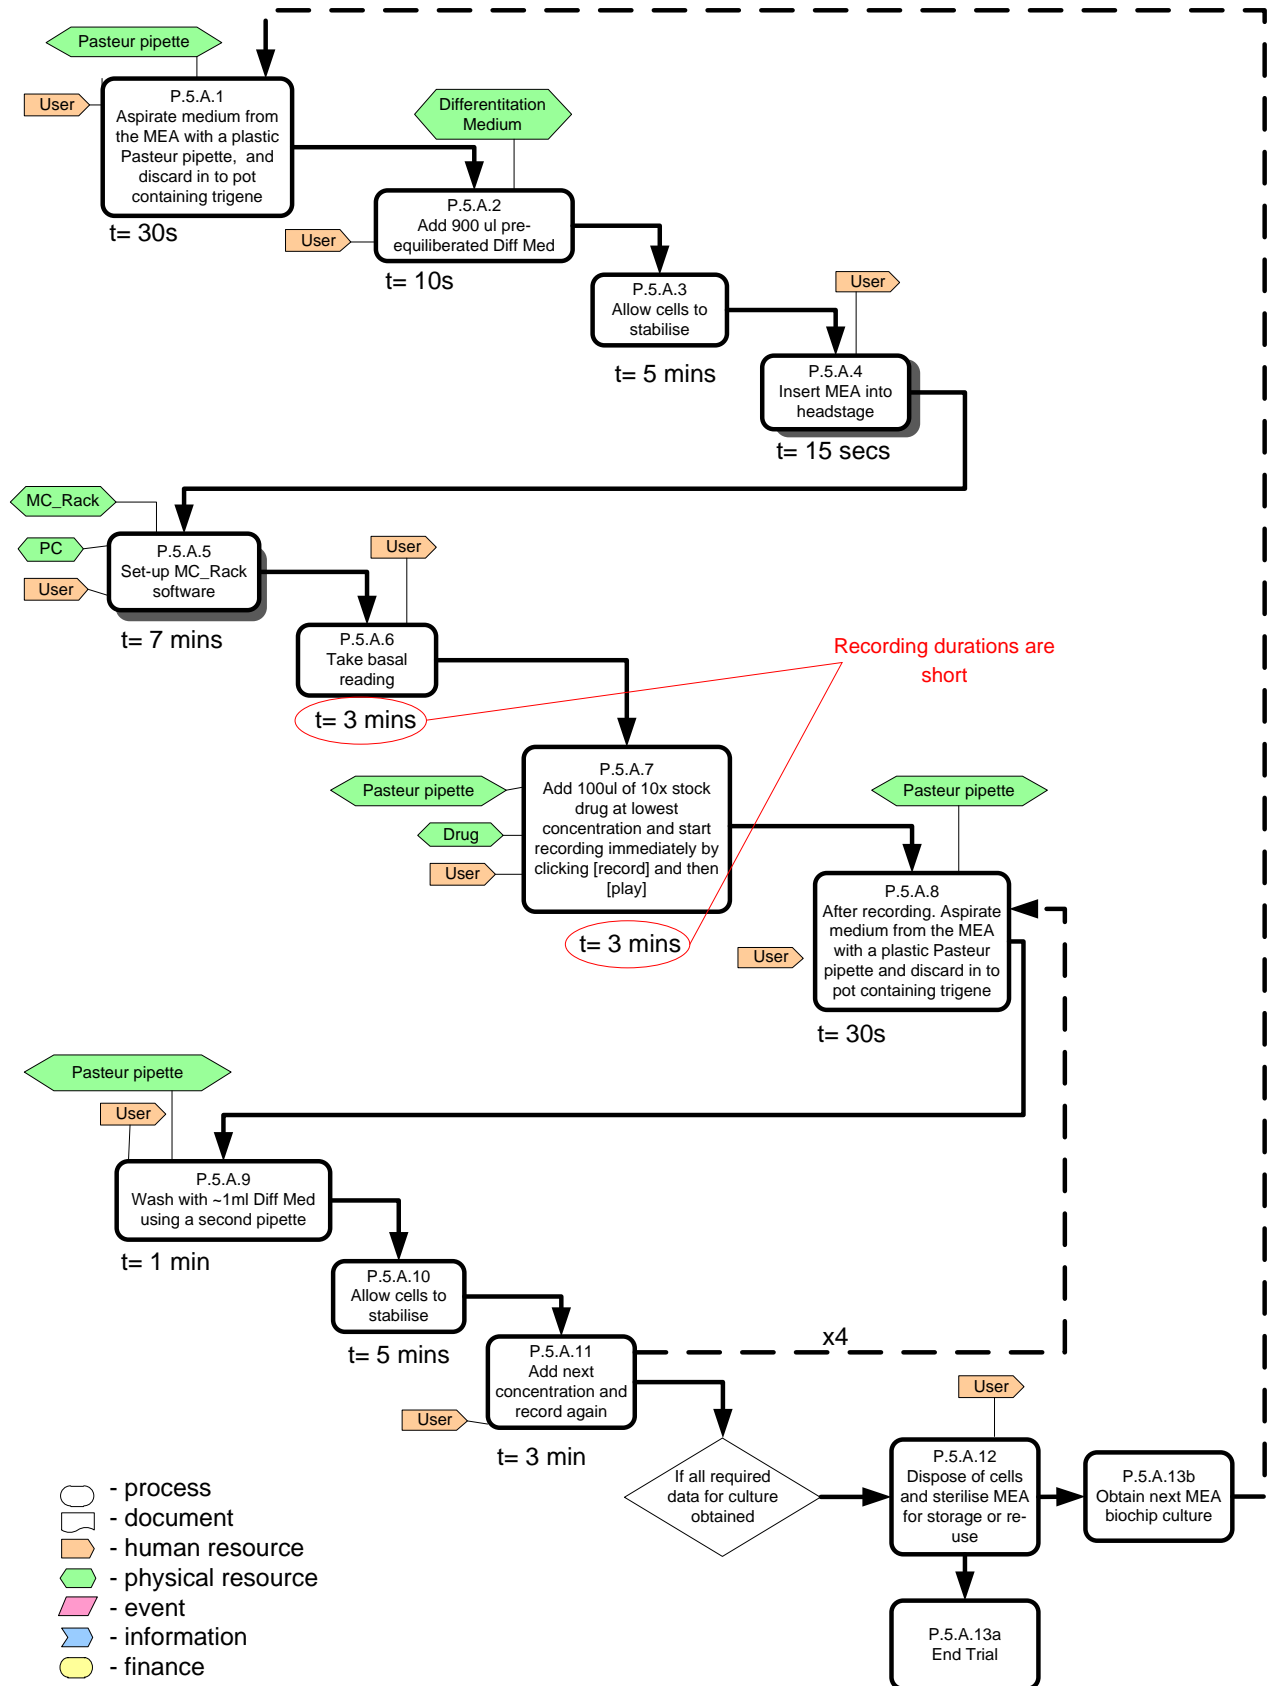 Pasteur pipette
User
P.5.A.1
Aspirate medium from
the MEA with a plastic
Pasteur pipette, and
discard in to pot
containing trigene
t= 30s
Differentitation
Medium
User
P.5.A.2
Add 900 ul pre-
equiliberated Diff Med
t= 10s
P.5.A.3
Allow cells to
stabilise
t= 5 mins
User
P.5.A.4
Insert MEA into
headstage
t= 15 secs
MC_Rack
PC
User
P.5.A.5
Set-up MC_Rack
software
t= 7 mins
User
P.5.A.6
Take basal
reading
t= 3 mins
Recording durations are
short
Pasteur pipette
Drug
User
P.5.A.7
Add 100ul of 10x stock
drug at lowest
concentration and start
recording immediately by
clicking [record] and then
[play]
t= 3 mins
Pasteur pipette
User
P.5.A.8
After recording. Aspirate
medium from the MEA
with a plastic Pasteur
pipette and discard in to
pot containing trigene
t= 30s
Pasteur pipette
User
P.5.A.9
Wash with ~1ml Diff Med
using a second pipette
t= 1 min
P.5.A.10
Allow cells to
stabilise
t= 5 mins
x4
User
P.5.A.11
Add next
concentration and
record again
t= 3 min
If all required
data for culture
obtained
User
P.5.A.12
Dispose of cells
and sterilise MEA
for storage or re-
use
P.5.A.13b
Obtain next MEA
biochip culture
P.5.A.13a
End Trial
- process
- document
- human resource
- physical resource
- event
- information
- finance